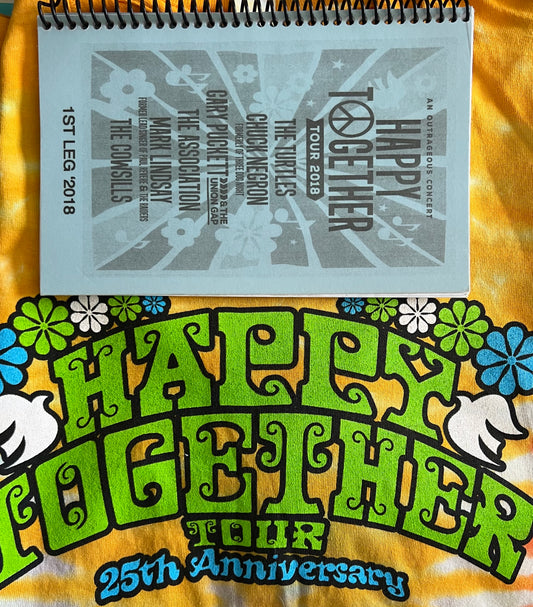 AN OUTRAGEOUS CONCERT
HAPPY
TOGETHER
TOUR 2018
THE TURTLES
CHUCK NEGRON
FORMERLY OF THREE DOG NIGHT
GARY PUCKETT & THE UNION GAP
THE ASSOCIATION
MARK LINDSAY
FORMER LEAD SINGER OF PAUL REVERE & THE RAIDERS
THE COWSILLS
1ST LEG '2018
HAPPY
TOGETHER
TOUR
25th Anniversary